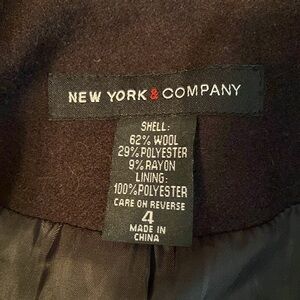 NEW YORK & COMPANY
SHELL:
62% WOOL
29% POLYESTER
9% RAYON
LINING:
100% POLYESTER
CARE ON REVERSE
4
MADE IN
CHINA